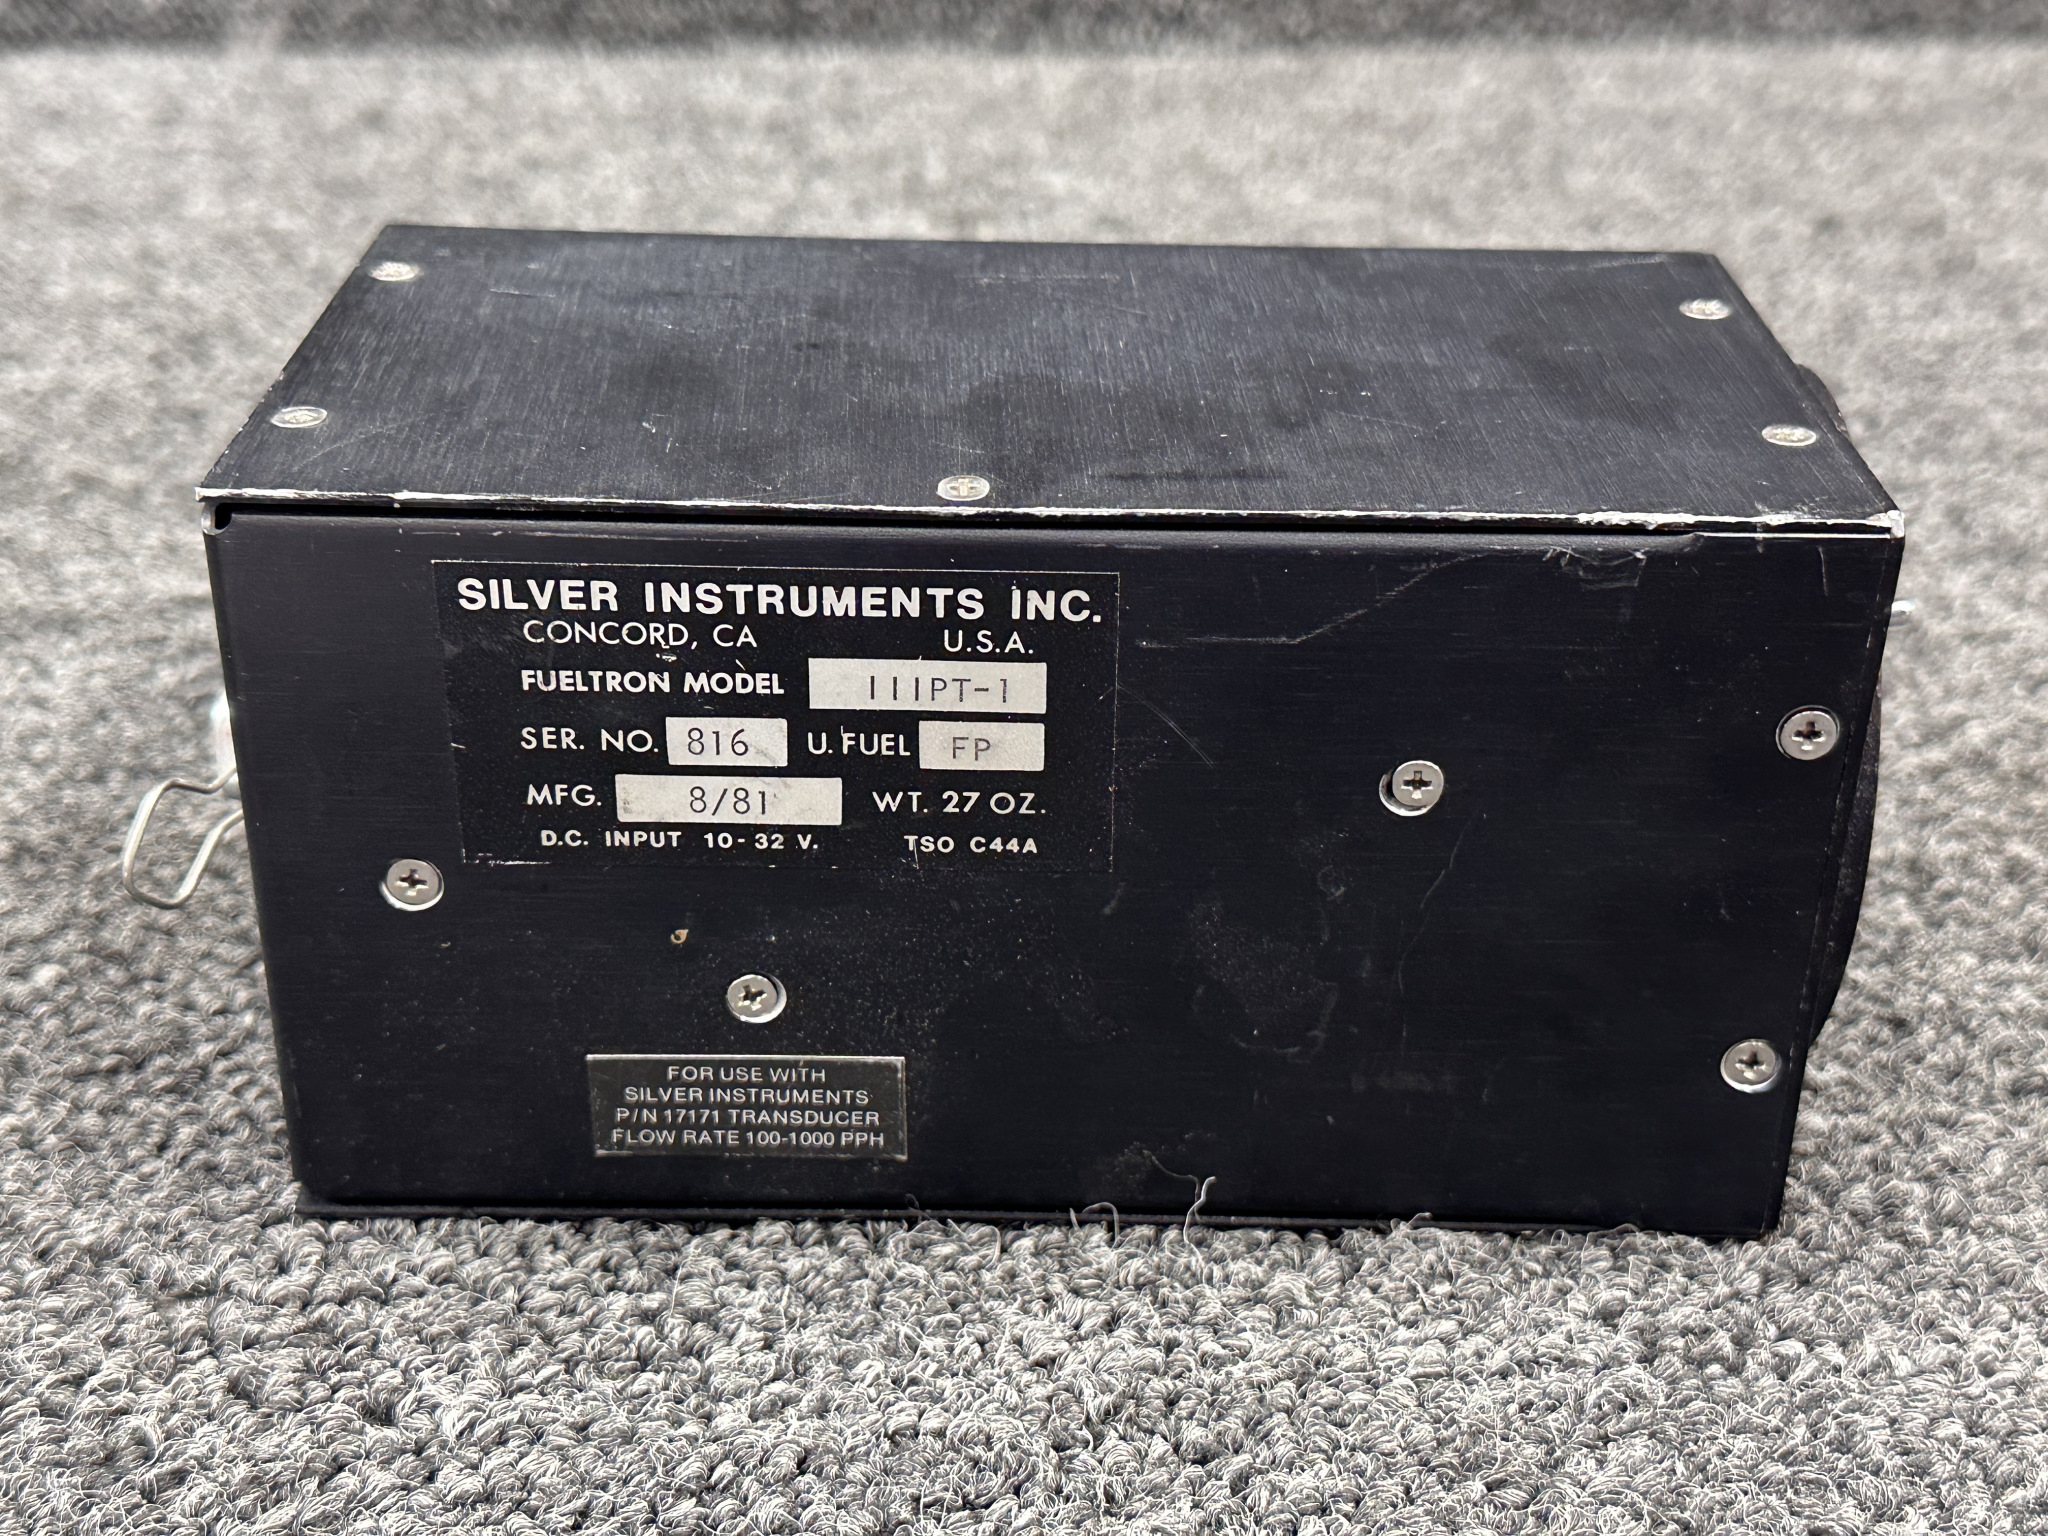 SILVER INSTRUMENTS INC.
CONCORD, CA U.S.A.
FUELTRON MODEL IIIPT-1
SER. NO. 816 U. FUEL FP
MFG. 8/81 WT. 27 OZ.
D.C. INPUT 10-32 V. TSO C44A
FOR USE WITH
SILVER INSTRUMENTS
P/N 17171 TRANSDUCER
FLOW RATE 100-1000 PPH